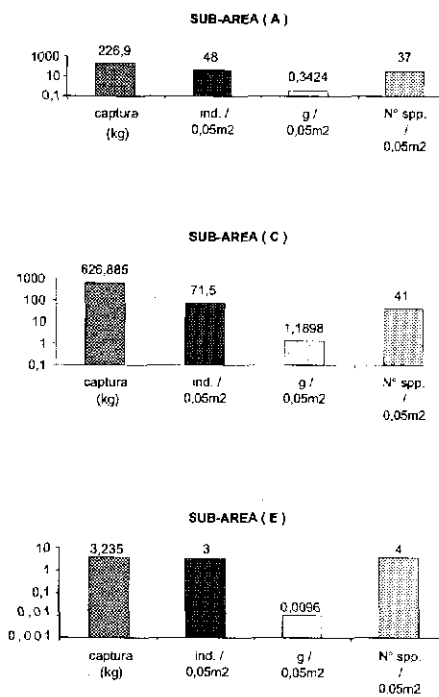 SUB-AREA ( A )
226,9
48
0,3424
37
1000
10
0,1
captura
(kg)
ind. /
0,05m2
g /
0,05m2
N° spp.
/
0,05m2
SUB-AREA ( C )
626,885
71,5
1,1898
41
1000
100
10
1
0,1
captura
(kg)
ind. /
0,05m2
g /
0,05m2
N° spp.
/
0,05m2
SUB-AREA ( E )
3,235
3
0,0096
4
10
1
0,1
0,01
0,001
captura
(kg)
ind. /
0,05m2
g /
0,05m2
N° spp.
/
0,05m2